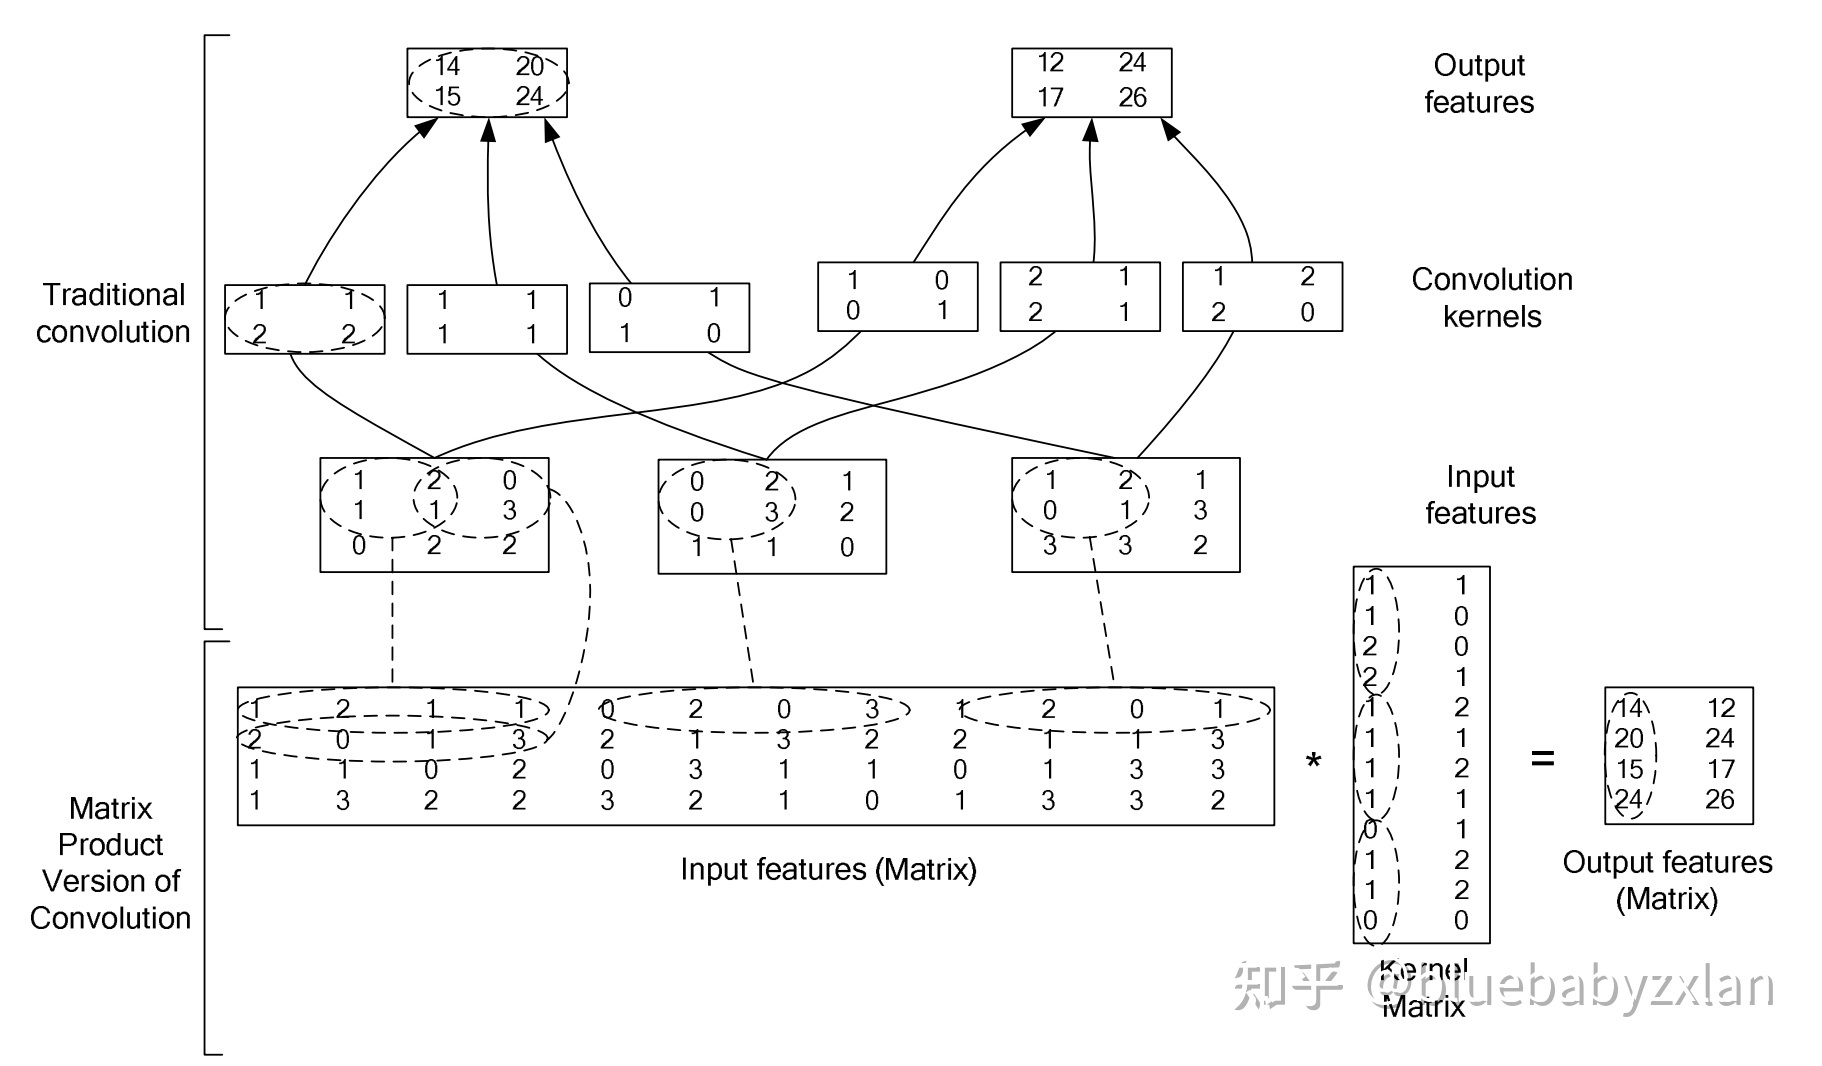 14 20
15 24
12 24
17 26
Output
features
Traditional
convolution
1 1
2 2
1 1
1 1
0 1
1 0
1 0
0 1
2 1
2 1
1 2
2 0
Convolution
kernels
1 2 0
1 1 3
0 2 2
0 2 1
0 3 2
1 1 0
1 2 1
0 1 3
3 3 2
Input
features
Matrix
Product
Version of
Convolution
1 2 1 1 0 2 0 3 1 2 0 1
2 0 1 3 2 1 3 2 2 1 1 3
1 1 0 2 0 3 1 1 0 1 3 3
1 3 2 2 3 2 1 0 1 3 3 2
Input features (Matrix)
*
1 1
1 0
2 0
2 1
1 2
1 1
1 2
1 1
0 1
1 2
1 2
0 0
Kernel
Matrix
=
14 12
20 24
15 17
24 26
Output features
(Matrix)
知乎 @bluebabyzxlan